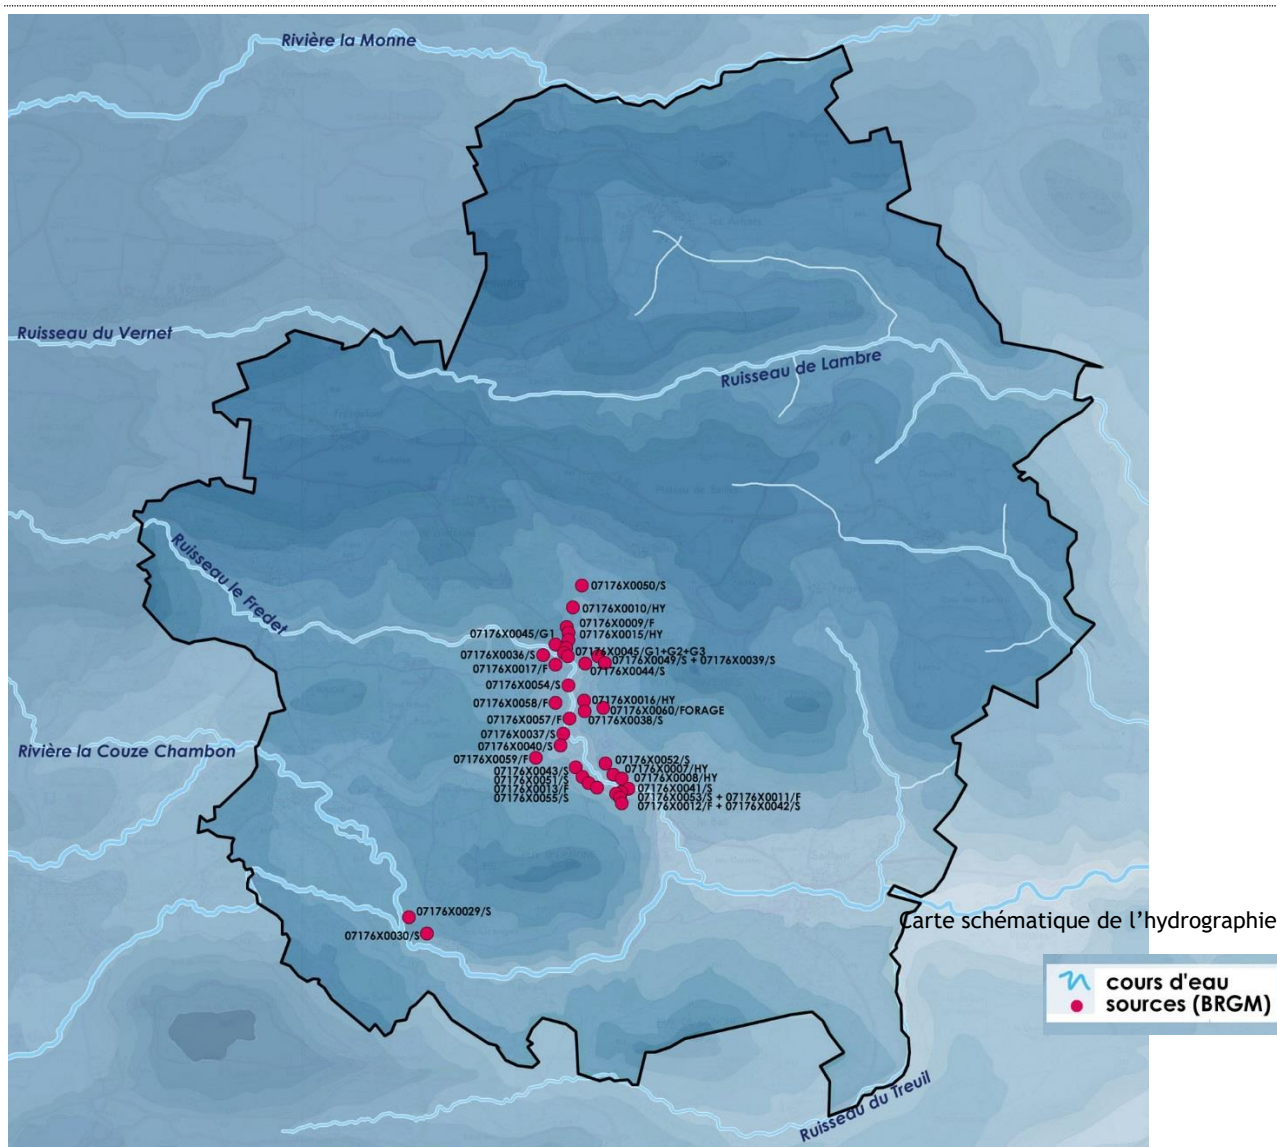 Rivière la Monne
Ruisseau du Vernet
Ruisseau de Lambre
Ruisseau le Fredet
07176X0050/S
07176X0010/HY
07176X0009/F
07176X0045/G1
07176X0015/HY
07176X0045/G1+G2+G3
07176X0036/S
07176X0049/S + 07176X0039/S
07176X0017/F
07176X0044/S
07176X0054/S
07176X0016/HY
07176X0058/F
07176X0060/FORAGE
07176X0057/F
07176X0038/S
07176X0037/S
07176X0040/S
Rivière la Couze Chambon
07176X0059/F
07176X0052/S
07176X0043/S
07176X0007/HY
07176X0051/S
07176X0008/HY
07176X0013/F
07176X0041/S
07176X0055/S
07176X0053/S + 07176X0011/F
07176X0012/F + 07176X0042/S
07176X0029/S
07176X0030/S
Carte schématique de l'hydrographie
cours d'eau
sources (BRGM)
Ruisseau du Treuil